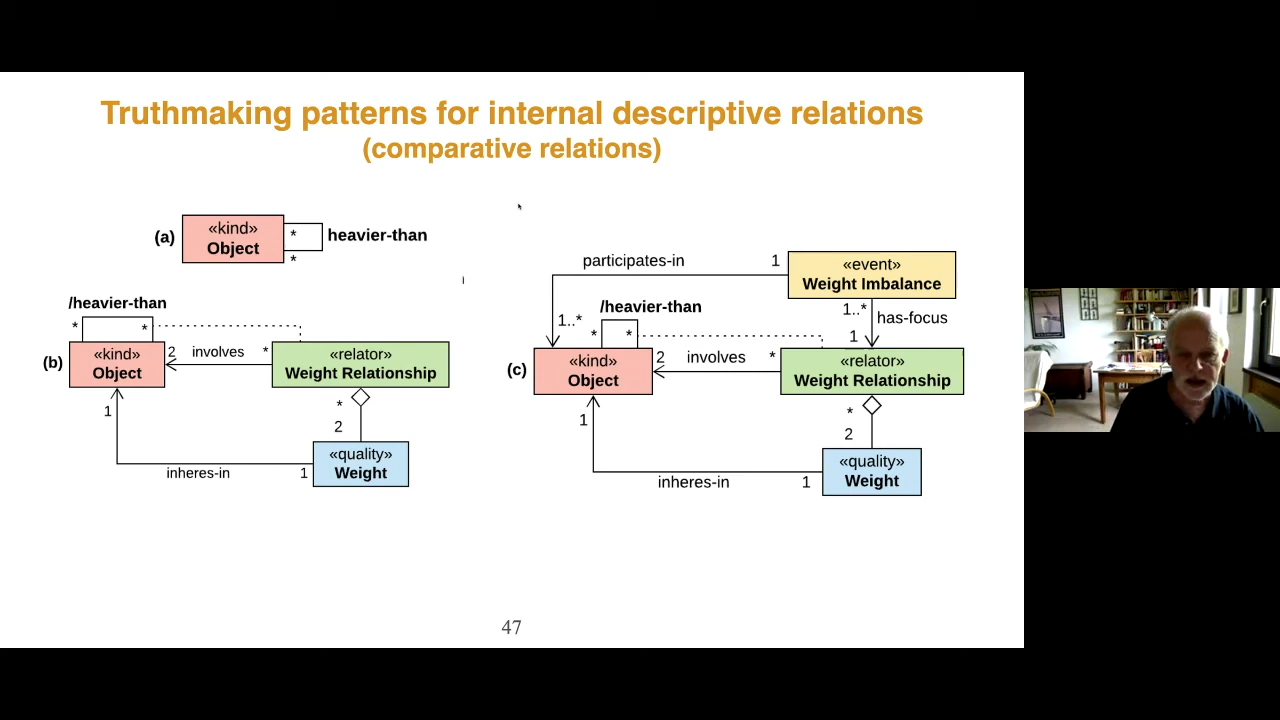 Truthmaking patterns for internal descriptive relations
(comparative relations)
(a)
«kind»
Object
*
*
heavier-than
(b)
/heavier-than
*
*
«kind»
Object
2
involves
*
«relator»
Weight Relationship
*
2
1
inheres-in
1
«quality»
Weight
(c)
participates-in
1
«event»
Weight Imbalance
1..*
has-focus
1
1..*
/heavier-than
*
*
«kind»
Object
2
involves
*
«relator»
Weight Relationship
*
2
1
inheres-in
1
«quality»
Weight
47